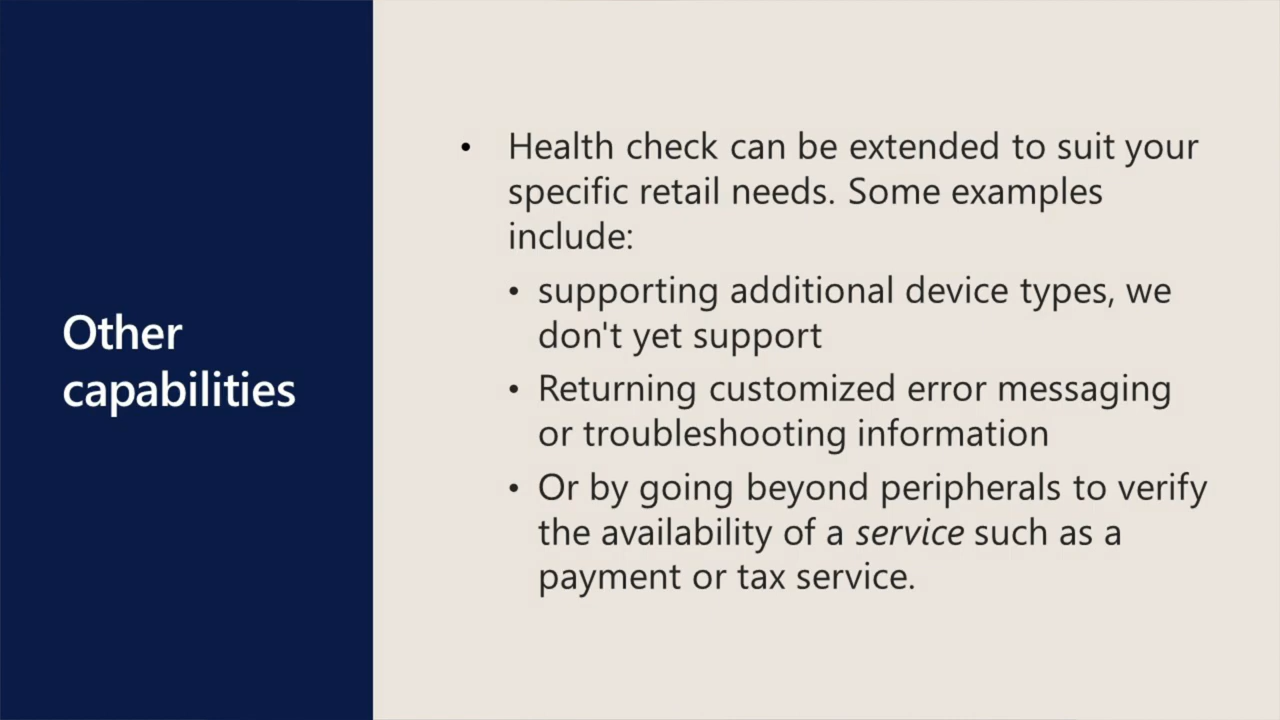 Other
capabilities
• Health check can be extended to suit your
specific retail needs. Some examples
include:
• supporting additional device types, we
don't yet support
• Returning customized error messaging
or troubleshooting information
• Or by going beyond peripherals to verify
the availability of a service such as a
payment or tax service.